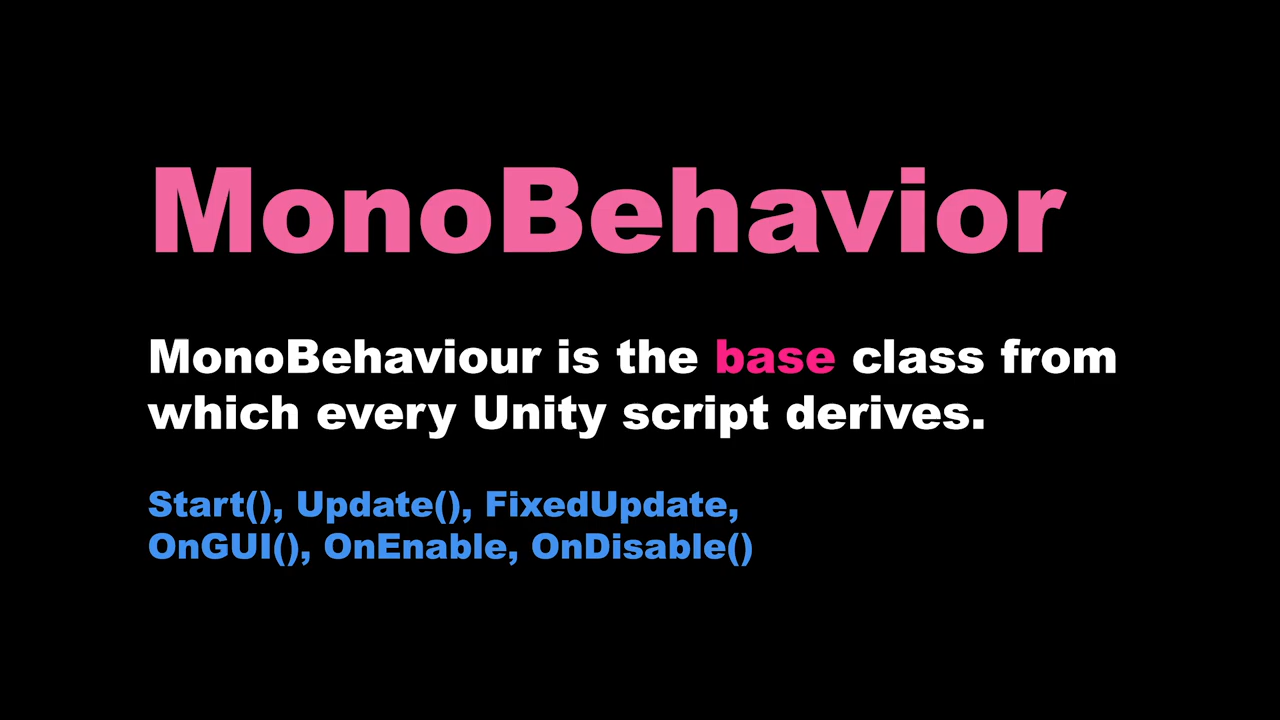 MonoBehavior
MonoBehaviour is the base class from
which every Unity script derives.
Start(), Update(), FixedUpdate,
OnGUI(), OnEnable, OnDisable()